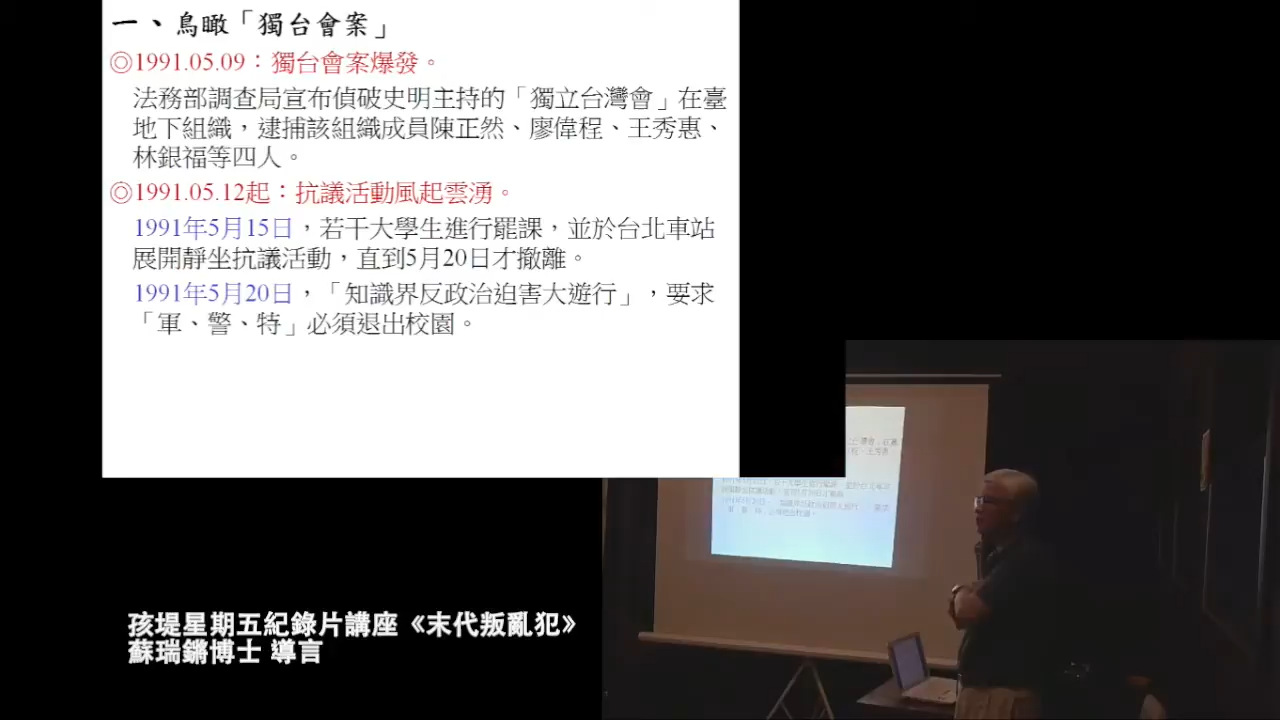 一、鳥瞰「獨台會案」
◎1991.05.09：獨台會案爆發。
法務部調查局宣布偵破史明主持的「獨立台灣會」在臺
地下組織，逮捕該組織成員陳正然、廖偉程、王秀惠、
林銀福等四人。
◎1991.05.12起：抗議活動風起雲湧。
1991年5月15日，若干大學生進行罷課，並於台北車站
展開靜坐抗議活動，直到5月20日才撤離。
1991年5月20日，「知識界反政治迫害大遊行」，要求
「軍、警、特」必須退出校園。
孩堤星期五紀錄片講座《末代叛亂犯》
蘇瑞鏘博士 導言